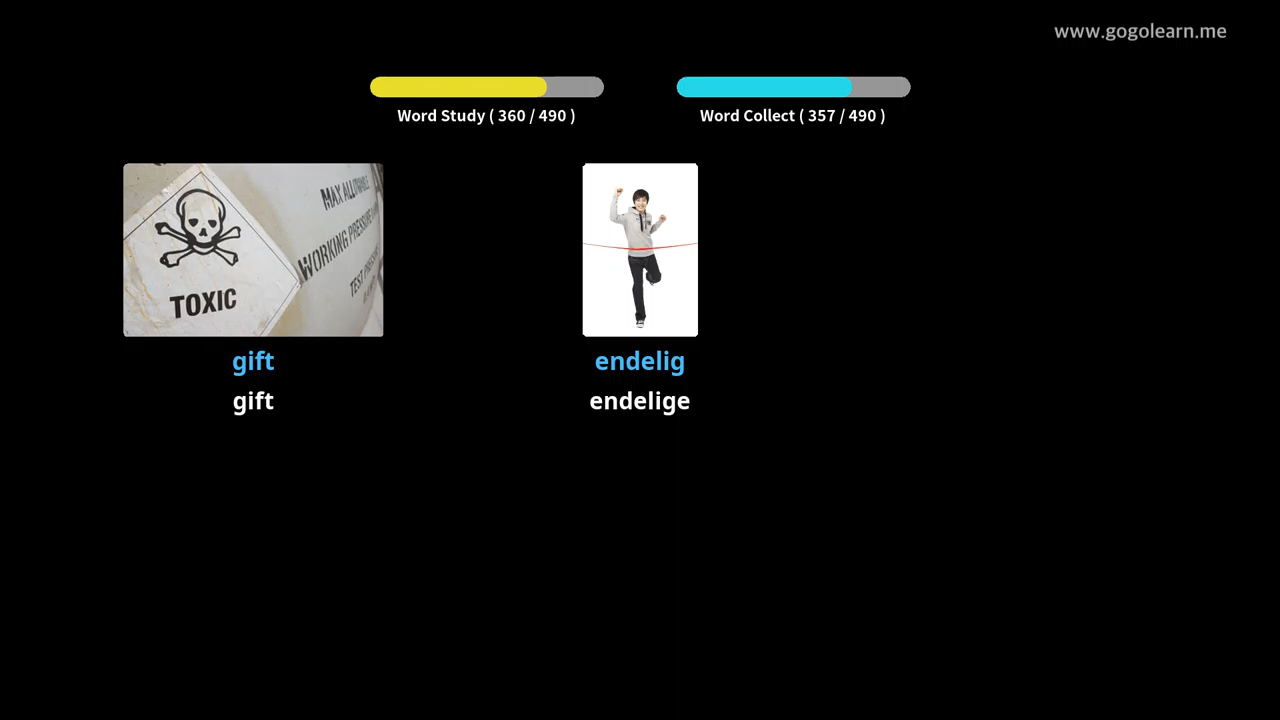 www.gogolearn.me
Word Study ( 360 / 490 )
Word Collect ( 357 / 490 )
MAX ALLOWABLE
WORKING PRESSURE
TEST PRESSURE
TOXIC
gift
endelig
gift
endelige